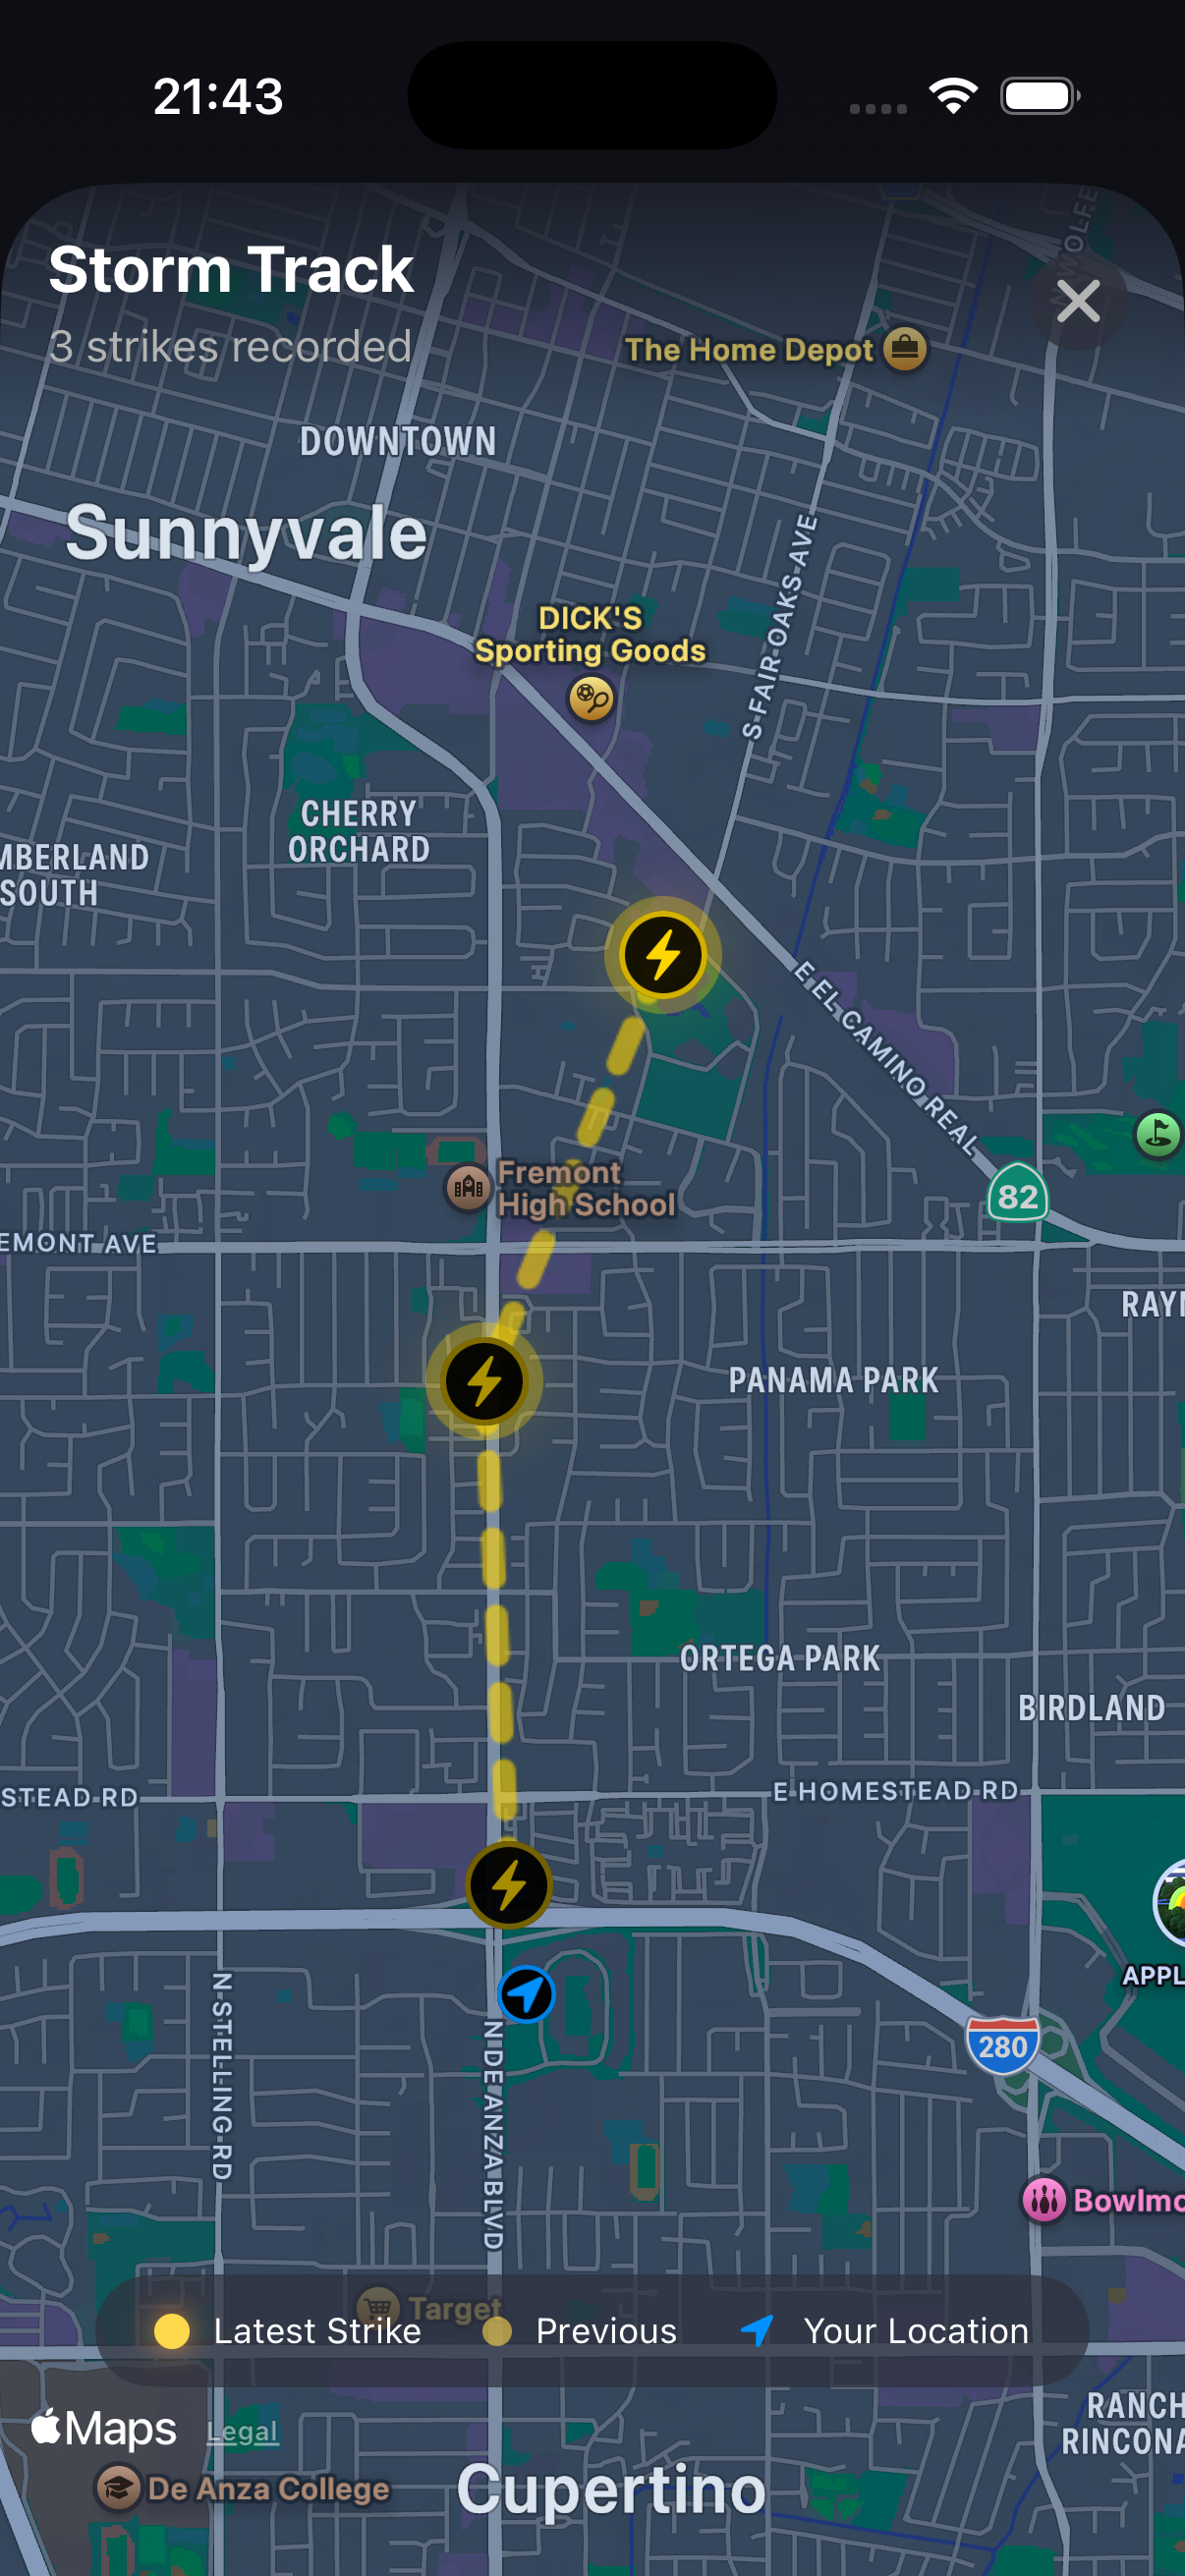 21:43
Storm Track
3 strikes recorded
The Home Depot
DOWNTOWN
Sunnyvale
DICK'S
Sporting Goods
S FAIR OAKS AVE
CHERRY
ORCHARD
MBERLAND
SOUTH
E EL CAMINO REAL
Fremont
High School
82
EMONT AVE
RAYN
PANAMA PARK
ORTEGA PARK
BIRDLAND
STEAD RD
E HOMESTEAD RD
APPL
N STELLING RD
N DE ANZA BLVD
280
Bowlmo
Target
Latest Strike
Previous
Your Location
Maps
Legal
RANCH
RINCONA
De Anza College
Cupertino